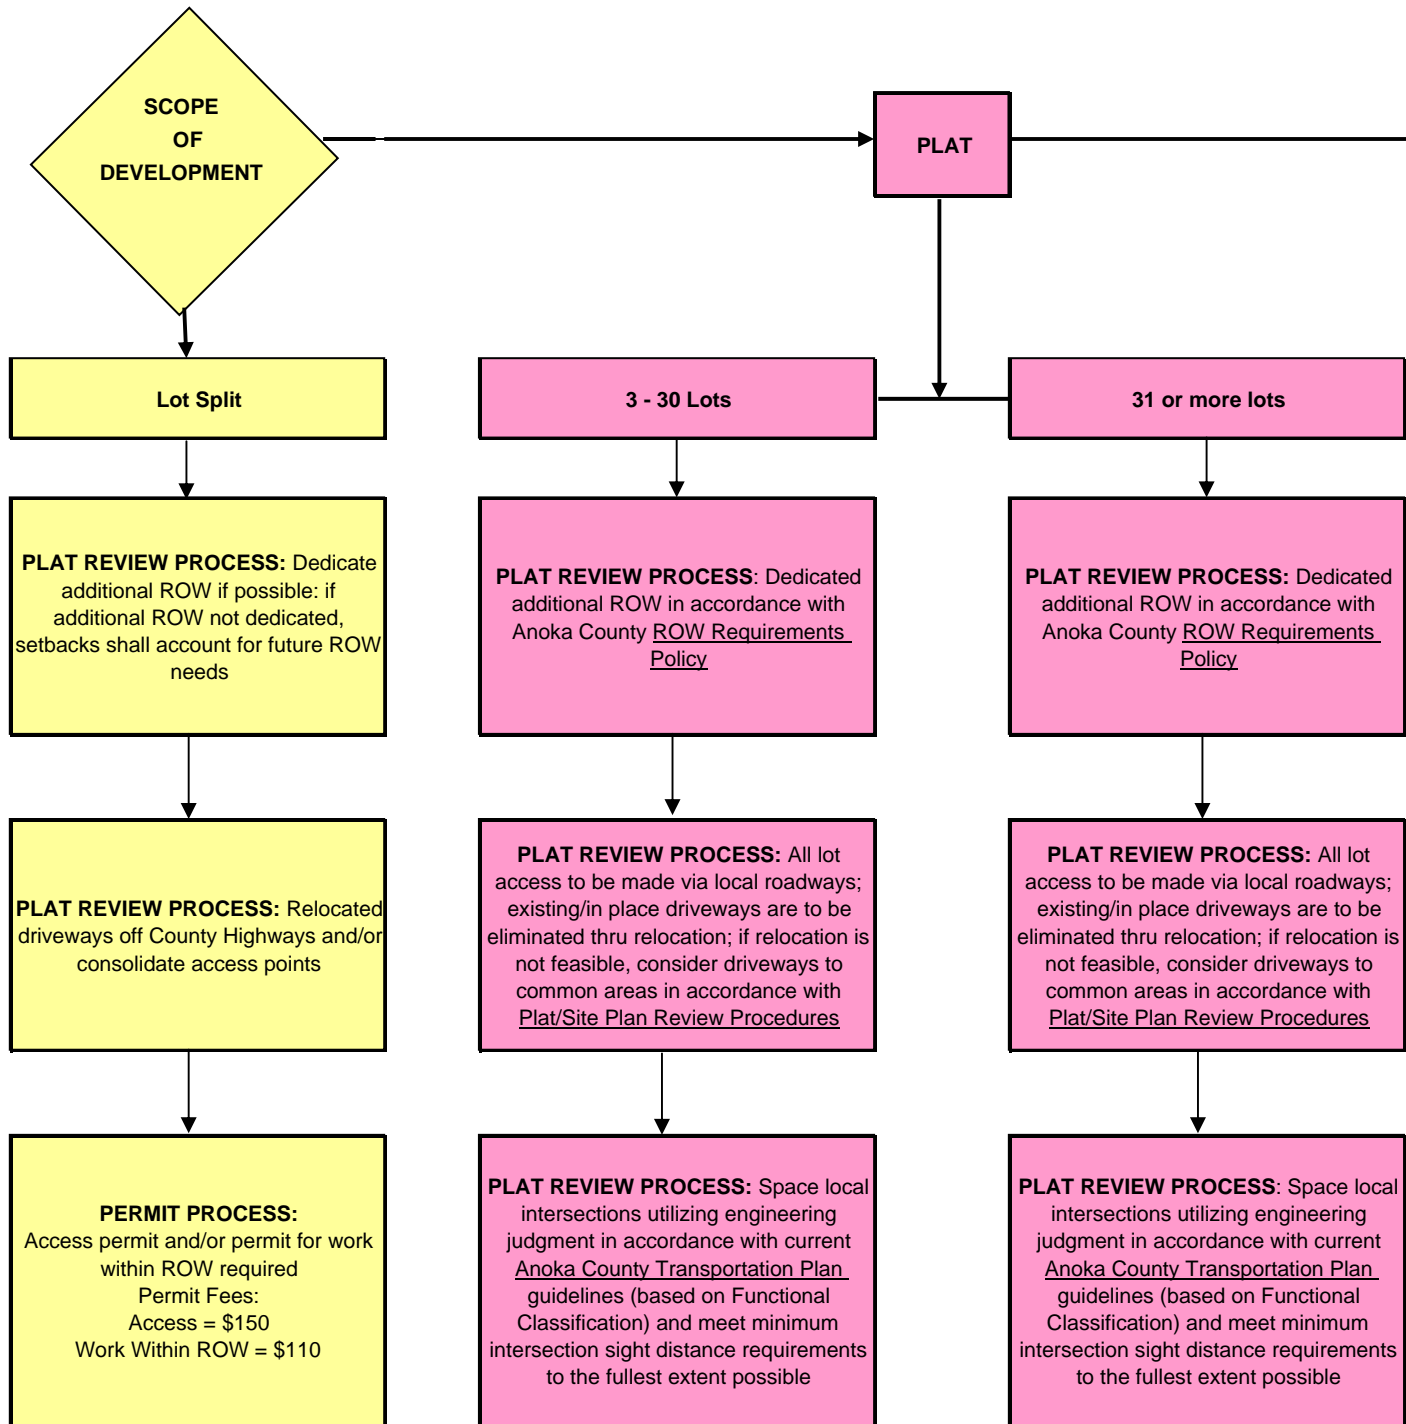 SCOPE
OF
DEVELOPMENT
PLAT
Lot Split
3 - 30 Lots
31 or more lots
PLAT REVIEW PROCESS: Dedicate
additional ROW if possible: if
additional ROW not dedicated,
setbacks shall account for future ROW
needs
PLAT REVIEW PROCESS: Dedicated
additional ROW in accordance with
Anoka County ROW Requirements
Policy
PLAT REVIEW PROCESS: Dedicated
additional ROW in accordance with
Anoka County ROW Requirements
Policy
PLAT REVIEW PROCESS: Relocated
driveways off County Highways and/or
consolidate access points
PLAT REVIEW PROCESS: All lot
access to be made via local roadways;
existing/in place driveways are to be
eliminated thru relocation; if relocation is
not feasible, consider driveways to
common areas in accordance with
Plat/Site Plan Review Procedures
PLAT REVIEW PROCESS: All lot
access to be made via local roadways;
existing/in place driveways are to be
eliminated thru relocation; if relocation is
not feasible, consider driveways to
common areas in accordance with
Plat/Site Plan Review Procedures
PERMIT PROCESS:
Access permit and/or permit for work
within ROW required
Permit Fees:
Access = $150
Work Within ROW = $110
PLAT REVIEW PROCESS: Space local
intersections utilizing engineering
judgment in accordance with current
Anoka County Transportation Plan
guidelines (based on Functional
Classification) and meet minimum
intersection sight distance requirements
to the fullest extent possible
PLAT REVIEW PROCESS: Space local
intersections utilizing engineering
judgment in accordance with current
Anoka County Transportation Plan
guidelines (based on Functional
Classification) and meet minimum
intersection sight distance requirements
to the fullest extent possible